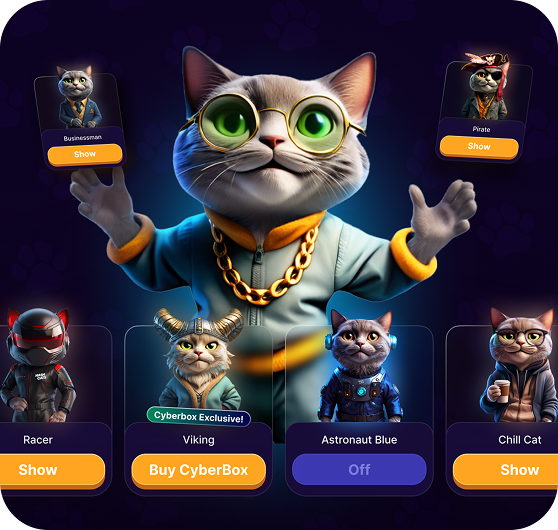 Businessman
Show
Pirate
Show
Cyberbox Exclusive!
Racer
Viking
Astronaut Blue
Chill Cat
Show
Buy CyberBox
Off
Show